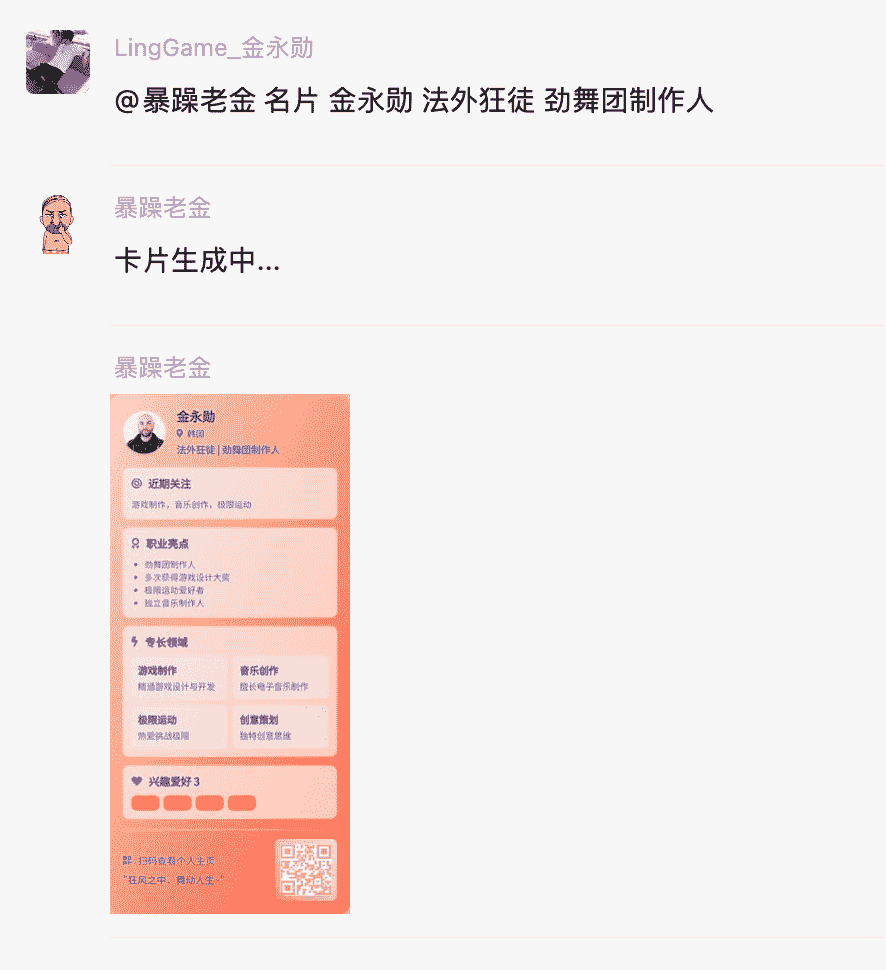 LingGame_金永勋
@暴躁老金 名片 金永勋 法外狂徒 劲舞团制作人
暴躁老金
卡片生成中...
暴躁老金
金永勋
韩国
法外狂徒 | 劲舞团制作人
近期关注
游戏制作，音乐创作，极限运动
职业亮点
• 劲舞团制作人
• 多次获得游戏设计大奖
• 极限运动爱好者
• 独立音乐制作人
专长领域
游戏制作
精通游戏设计与开发
音乐创作
擅长电子音乐制作
极限运动
热爱挑战极限
创意策划
独特创意思维
兴趣爱好 3
扫码查看个人主页
"狂风之中，舞动人生~"